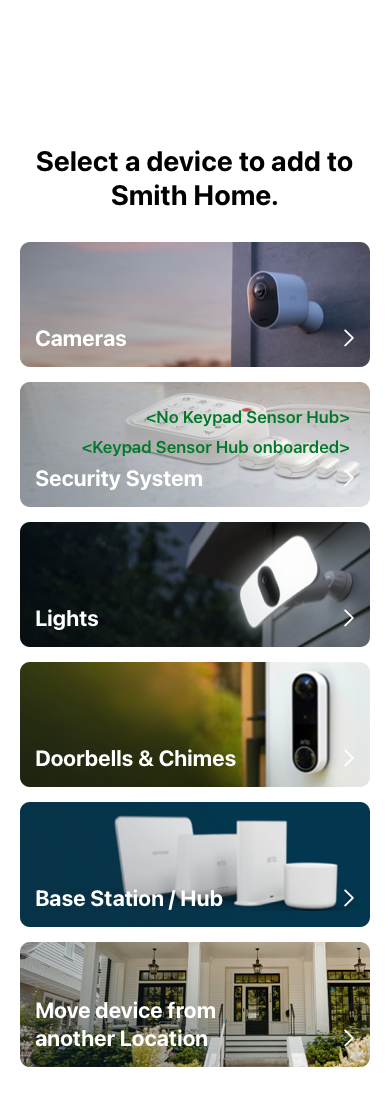 Select a device to add to
Smith Home.
Cameras
<No Keypad Sensor Hub>
<Keypad Sensor Hub onboarded>
Security System
Lights
Doorbells & Chimes
Base Station / Hub
Move device from
another Location